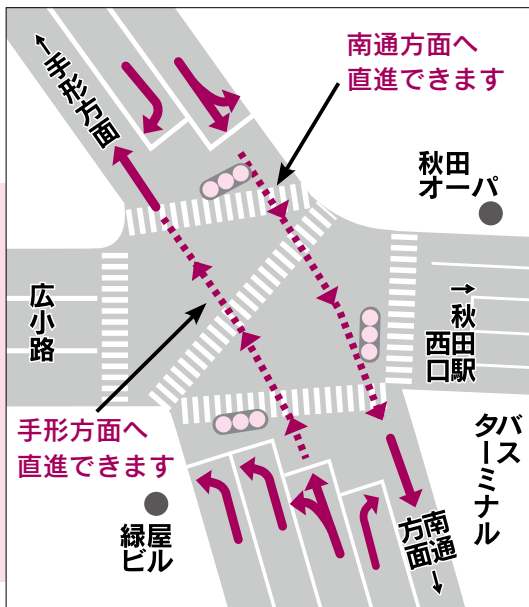 ←手形方面
南通方面へ
直進できます
秋田
オーパ
広小路
→秋田駅
西口
手形方面へ
直進できます
バス
ターミナル
緑屋
ビル
南通
方面→